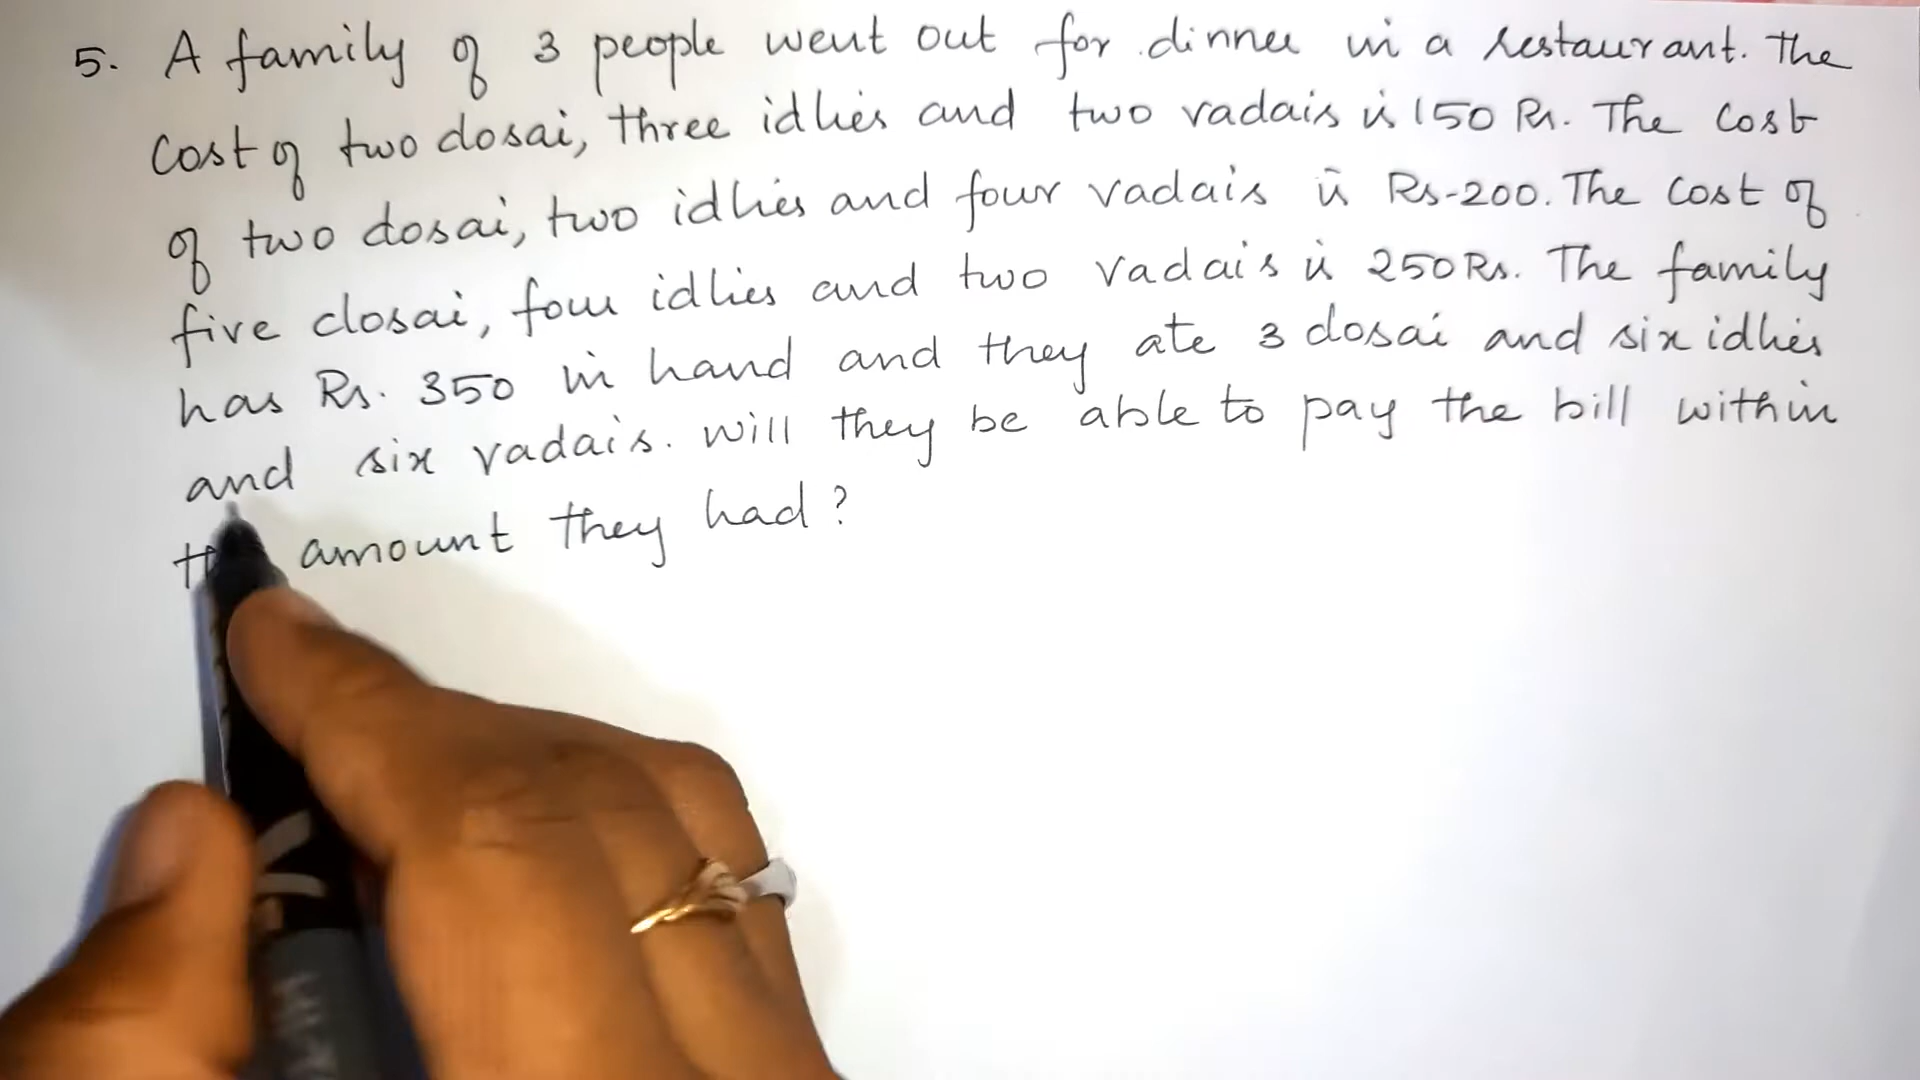 5. A family of 3 people went out for dinner in a restaurant. The
cost of two dosai, three idlies and two vadais is 150 Rs. The cost
of two dosai, two idlies and four vadais is Rs-200. The cost of
five dosai, four idlies and two vadais is 250 Rs. The family
has Rs. 350 in hand and they ate 3 dosai and six idlies
and six vadais. will they be able to pay the bill within
amount they had?